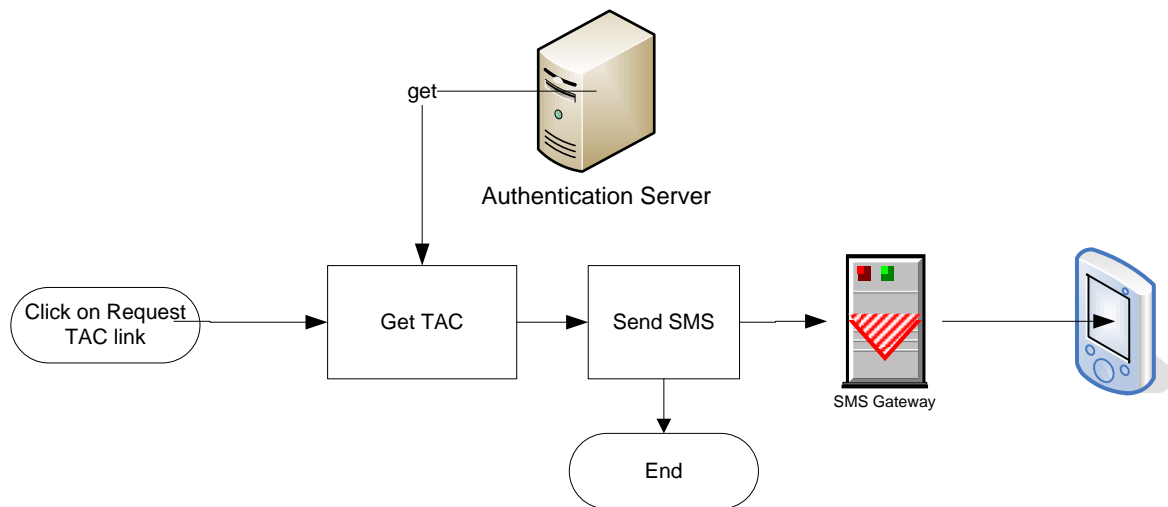 get
Authentication Server
Click on Request
TAC link
Get TAC
Send SMS
SMS Gateway
End